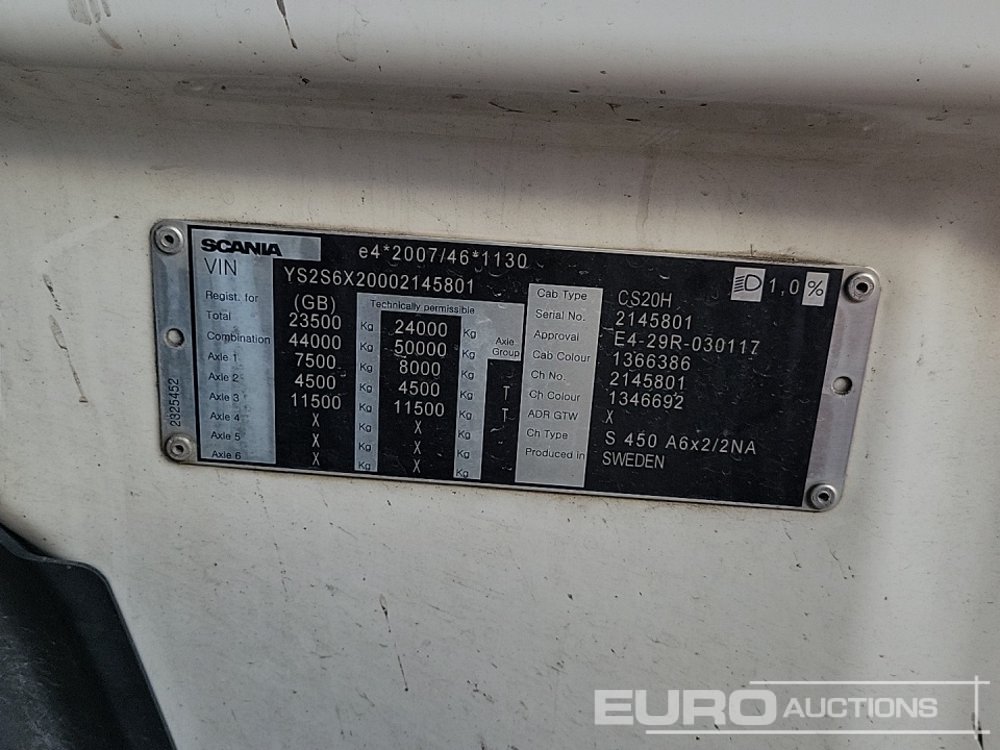 SCANIA e4*2007/46*1130
VIN YS2S6X20002145801 1,0 %
Regist. for (GB) Technically permissible
Total 23500 Kg 24000 Kg Axle Group
Combination 44000 Kg 50000 Kg
Axle 1 7500 Kg 8000 Kg
Axle 2 4500 Kg 4500 Kg T
Axle 3 11500 Kg 11500 Kg T
Axle 4 X Kg X Kg
Axle 5 X Kg X Kg
Axle 6 X Kg X Kg
Cab Type CS20H
Serial No. 2145801
Approval E4-29R-030117
Cab Colour 1366386
Ch No. 2145801
Ch Colour 1346692
ADR GTW X
Ch Type S 450 A6x2/2NA
Produced in SWEDEN
2325452
EURO AUCTIONS